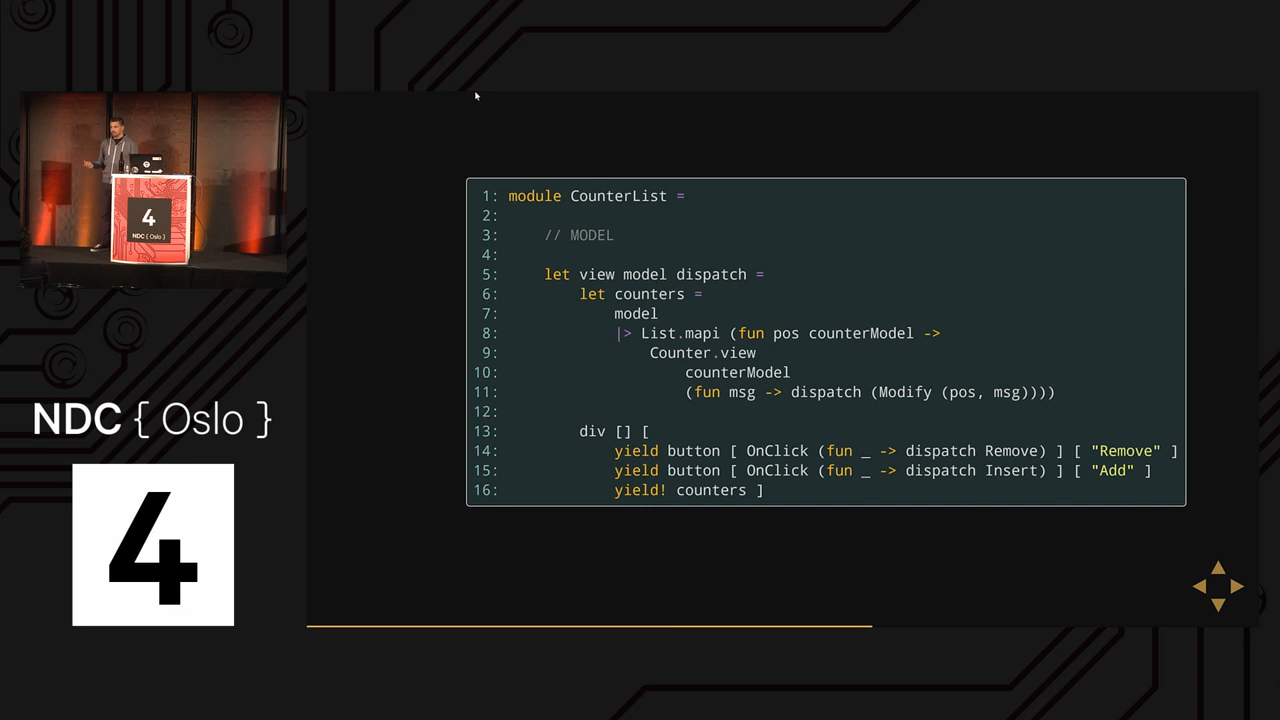 4
NDC { Oslo }
NDC { Oslo }
4
1: module CounterList =
2:
3:     // MODEL
4:
5:     let view model dispatch =
6:         let counters =
7:             model
8:             |> List.mapi (fun pos counterModel ->
9:                 Counter.view
10:                     counterModel
11:                     (fun msg -> dispatch (Modify (pos, msg))))
12:
13:         div [] [
14:             yield button [ OnClick (fun _ -> dispatch Remove) ] [ "Remove" ]
15:             yield button [ OnClick (fun _ -> dispatch Insert) ] [ "Add" ]
16:             yield! counters ]